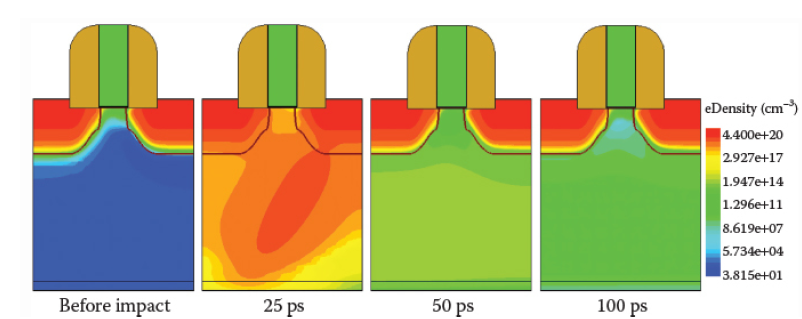 eDensity (cm⁻³)
4.400e+20
2.927e+17
1.947e+14
1.296e+11
8.619e+07
5.734e+04
3.815e+01
Before impact
25 ps
50 ps
100 ps